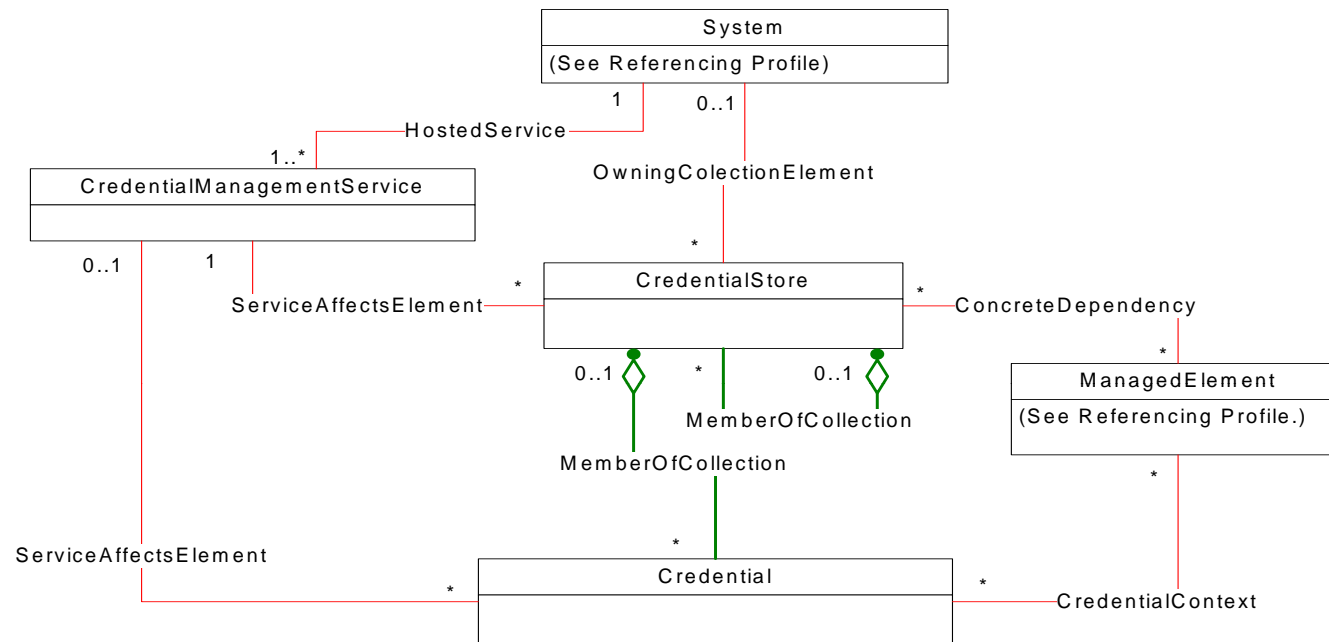 System
(See Referencing Profile)
1
0..1
HostedService
1..*
OwningColectionElement
CredentialManagementService
0..1
1
*
CredentialStore
ServiceAffectsElement
*
*
ConcreteDependency
0..1
*
0..1
*
ManagedElement
(See Referencing Profile.)
MemberOfCollection
MemberOfCollection
*
ServiceAffectsElement
*
Credential
*
*
CredentialContext